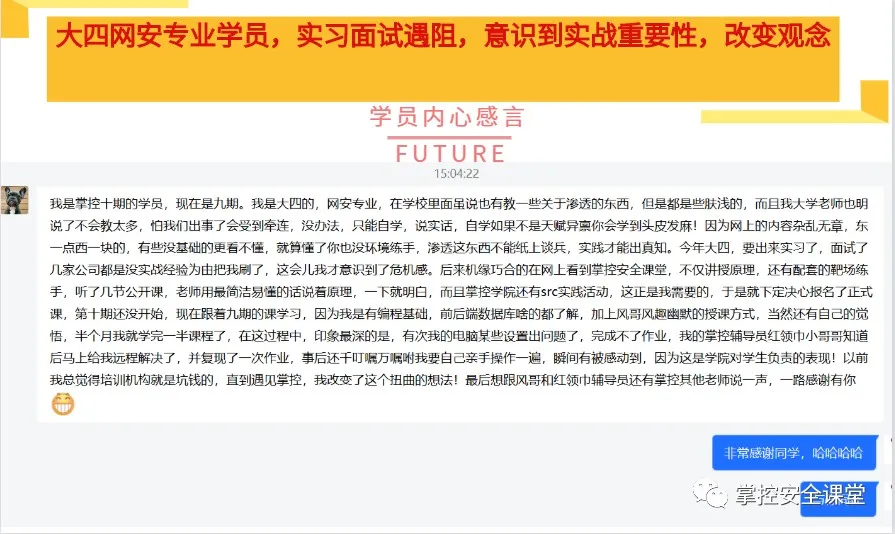 大四网安专业学员，实习面试遇阻，意识到实战重要性，改变观念
学员内心感言
FUTURE
15:04:22
我是掌控十期的学员，现在是九期。我是大四的，网安专业，在学校里面虽说也有教一些关于渗透的东西，但是都是些肤浅的，而且我大学老师也明
说了不会教太多，怕我们出事了会受到牵连，没办法，只能自学，说实话，自学如果不是天赋异禀你会学到头皮发麻！因为网上的内容杂乱无章，东
一点西一块的，有些没基础的更看不懂，就算懂了你也没环境练手，渗透这东西不能纸上谈兵，实践才能出真知。今年大四，要出来实习了，面试了
几家公司都是没实战经验为由把我刷了，这会儿我才意识到了危机感。后来机缘巧合的在网上看到掌控安全课堂，不仅讲授原理，还有配套的靶场练
手，听了几节公开课，老师用最简洁易懂的话说着原理，一下就明白，而且掌控学院还有src实践活动，这正是我需要的，于是就下定决心报名了正式
课，第十期还没开始，现在跟着九期的课学习，因为我是有编程基础，前后端数据库啥的都了解，加上风哥风趣幽默的授课方式，当然还有自己的觉
悟，半个月我就学完一半课程了，在这过程中，印象最深的是，有次我的电脑某些设置出问题了，完成不了作业，我的掌控辅导员红领巾小哥哥知道
后马上给我远程解决了，并复现了一次作业，事后还千叮嘱万嘱咐我要自己亲手操作一遍，瞬间有被感动到，因为这是学院对学生负责的表现！以前
我总觉得培训机构就是坑钱的，直到遇见掌控，我改变了这个扭曲的想法！最后想跟风哥和红领巾辅导员还有掌控其他老师说一声，一路感谢有你
非常感谢同学，哈哈哈哈
掌控安全课堂